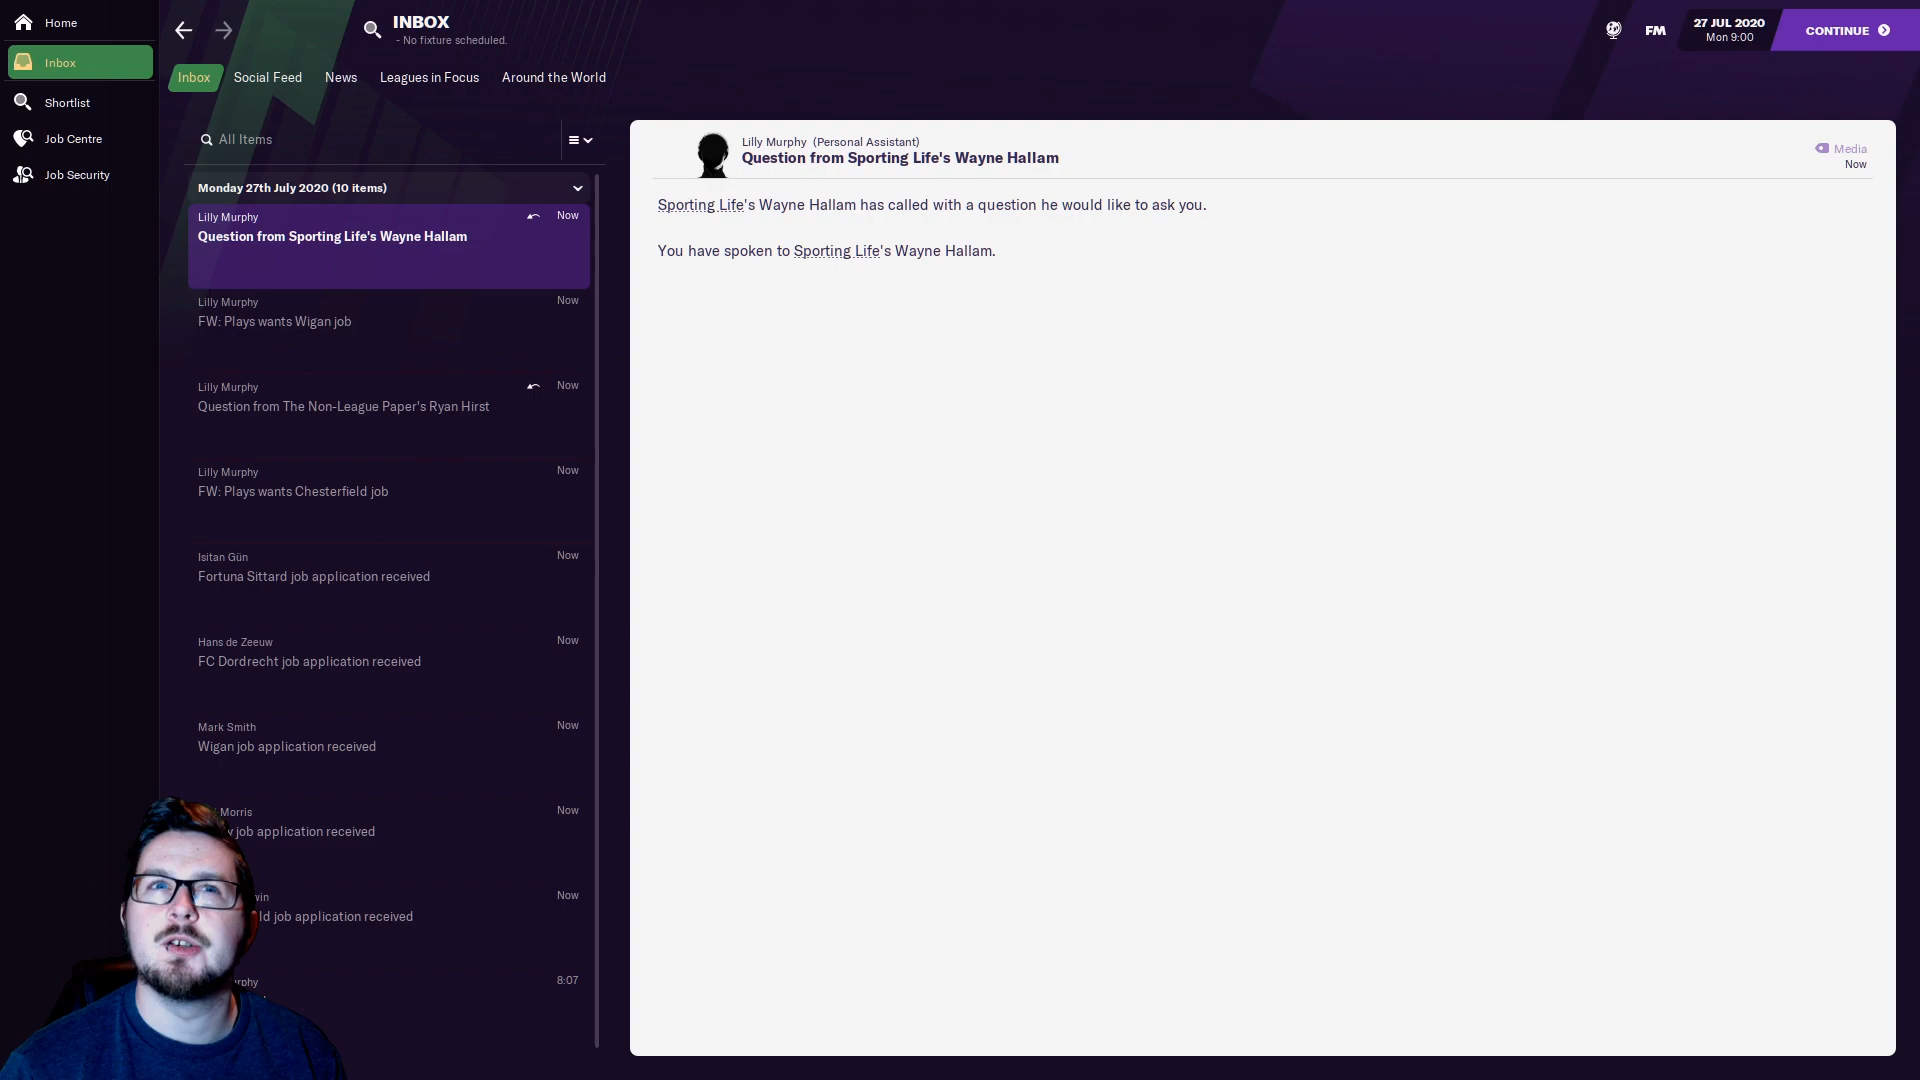 Home
Inbox
Shortlist
Job Centre
Job Security
INBOX
- No fixture scheduled.
FM
27 JUL 2020
Mon 9:00
CONTINUE
Inbox
Social Feed
News
Leagues in Focus
Around the World
All Items
Monday 27th July 2020 (10 items)
Lilly Murphy
Now
Question from Sporting Life's Wayne Hallam
Lilly Murphy
Now
FW: Plays wants Wigan job
Lilly Murphy
Now
Question from The Non-League Paper's Ryan Hirst
Lilly Murphy
Now
FW: Plays wants Chesterfield job
Isitan Gün
Now
Fortuna Sittard job application received
Hans de Zeeuw
Now
FC Dordrecht job application received
Mark Smith
Now
Wigan job application received
Morris
Now
job application received
Now
job application received
8:07
Lilly Murphy (Personal Assistant)
Question from Sporting Life's Wayne Hallam
Media
Now
Sporting Life's Wayne Hallam has called with a question he would like to ask you.
You have spoken to Sporting Life's Wayne Hallam.